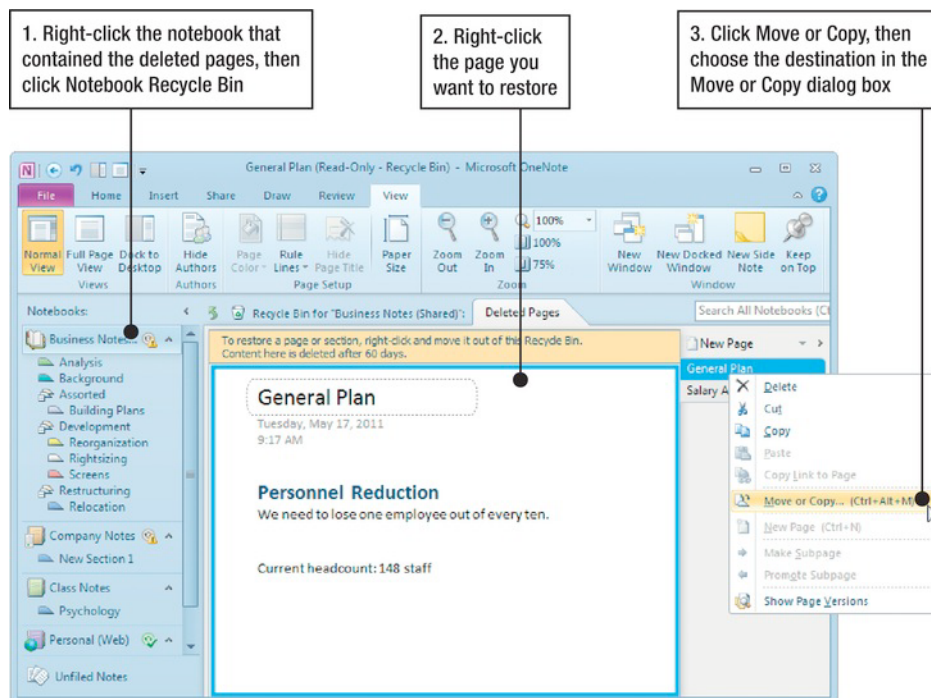 1. Right-click the notebook that
contained the deleted pages, then
click Notebook Recycle Bin
2. Right-click
the page you
want to restore
3. Click Move or Copy, then
choose the destination in the
Move or Copy dialog box
General Plan (Read-Only - Recycle Bin) - Microsoft OneNote
File Home Insert Share Draw Review View
Normal View
Full Page View
Dock to Desktop
Views
Hide Authors
Authors
Page Color
Rule Lines
Hide Page Title
Paper Size
Page Setup
Zoom Out
Zoom In
100%
100%
75%
Zoom
New Window
New Docked Window
New Side Note
Keep on Top
Window
Notebooks:
Recycle Bin for "Business Notes (Shared)":
Deleted Pages
Search All Notebooks (Ct
Business Notes...
Analysis
Background
Assorted
Building Plans
Development
Reorganization
Rightsizing
Screens
Restructuring
Relocation
Company Notes
New Section 1
Class Notes
Psychology
Personal (Web)
Unfiled Notes
To restore a page or section, right-click and move it out of this Recycle Bin.
Content here is deleted after 60 days.
General Plan
Tuesday, May 17, 2011
9:17 AM
Personnel Reduction
We need to lose one employee out of every ten.
Current headcount: 148 staff
New Page
General Plan
Salary A
Delete
Cut
Copy
Paste
Copy Link to Page
Move or Copy... (Ctrl+Alt+M)
New Page (Ctrl+N)
Make Subpage
Promote Subpage
Show Page Versions